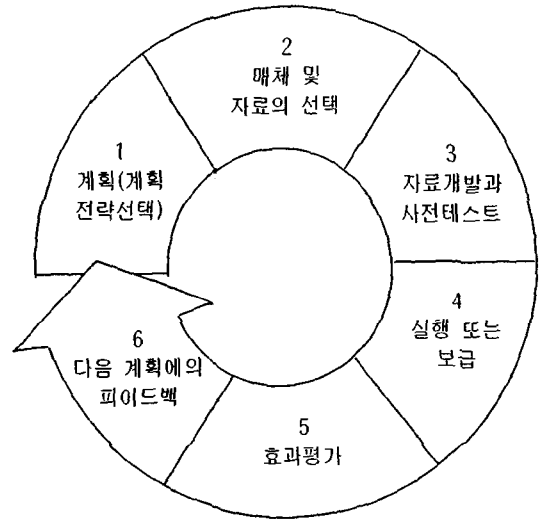 1
계획(계획
전략선택)
2
매체 및
자료의 선택
3
자료개발과
사전테스트
4
실행 또는
보급
5
효과평가
6
다음 계획에의
피이드백